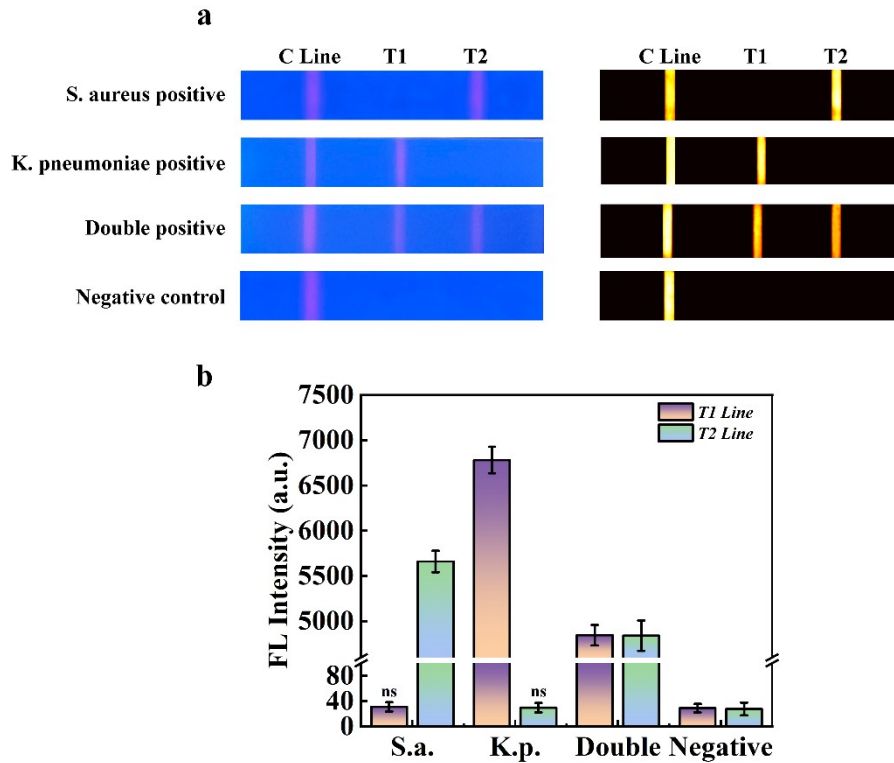 a
C Line T1 T2 C Line T1 T2
S. aureus positive
K. pneumoniae positive
Double positive
Negative control
b
7500
7000
6500
6000
5500
5000
80
40
0
FL Intensity (a.u.)
T1 Line
T2 Line
ns
ns
S.a. K.p. Double Negative